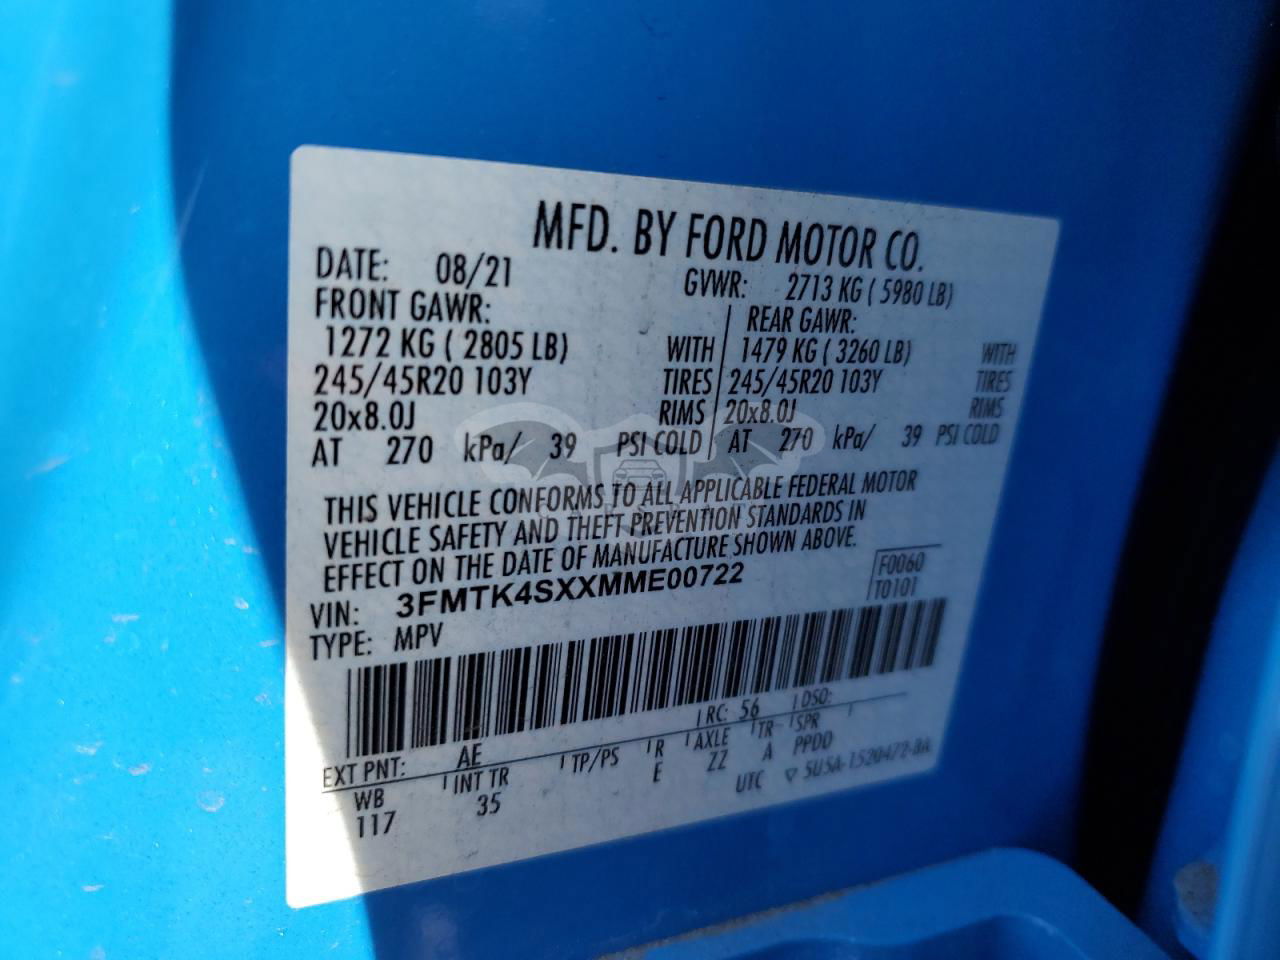 MFD. BY FORD MOTOR CO.
DATE: 08/21 GVWR: 2713 KG ( 5980 LB)
FRONT GAWR: REAR GAWR:
1272 KG ( 2805 LB) WITH 1479 KG ( 3260 LB) WITH
245/45R20 103Y TIRES 245/45R20 103Y TIRES
20x8.0J RIMS 20x8.0J RIMS
AT 270 kPa/ 39 PSI COLD AT 270 kPa/ 39 PSI COLD
THIS VEHICLE CONFORMS TO ALL APPLICABLE FEDERAL MOTOR
VEHICLE SAFETY AND THEFT PREVENTION STANDARDS IN
EFFECT ON THE DATE OF MANUFACTURE SHOWN ABOVE.
VIN: 3FMTK4SXXMME00722 F0060
TYPE: MPV T0101
RC: 56 DSO:
EXT PNT: AE
WB INT TR TP/PS R AXLE TR SPR
117 35 E ZZ A PPDO
UTC